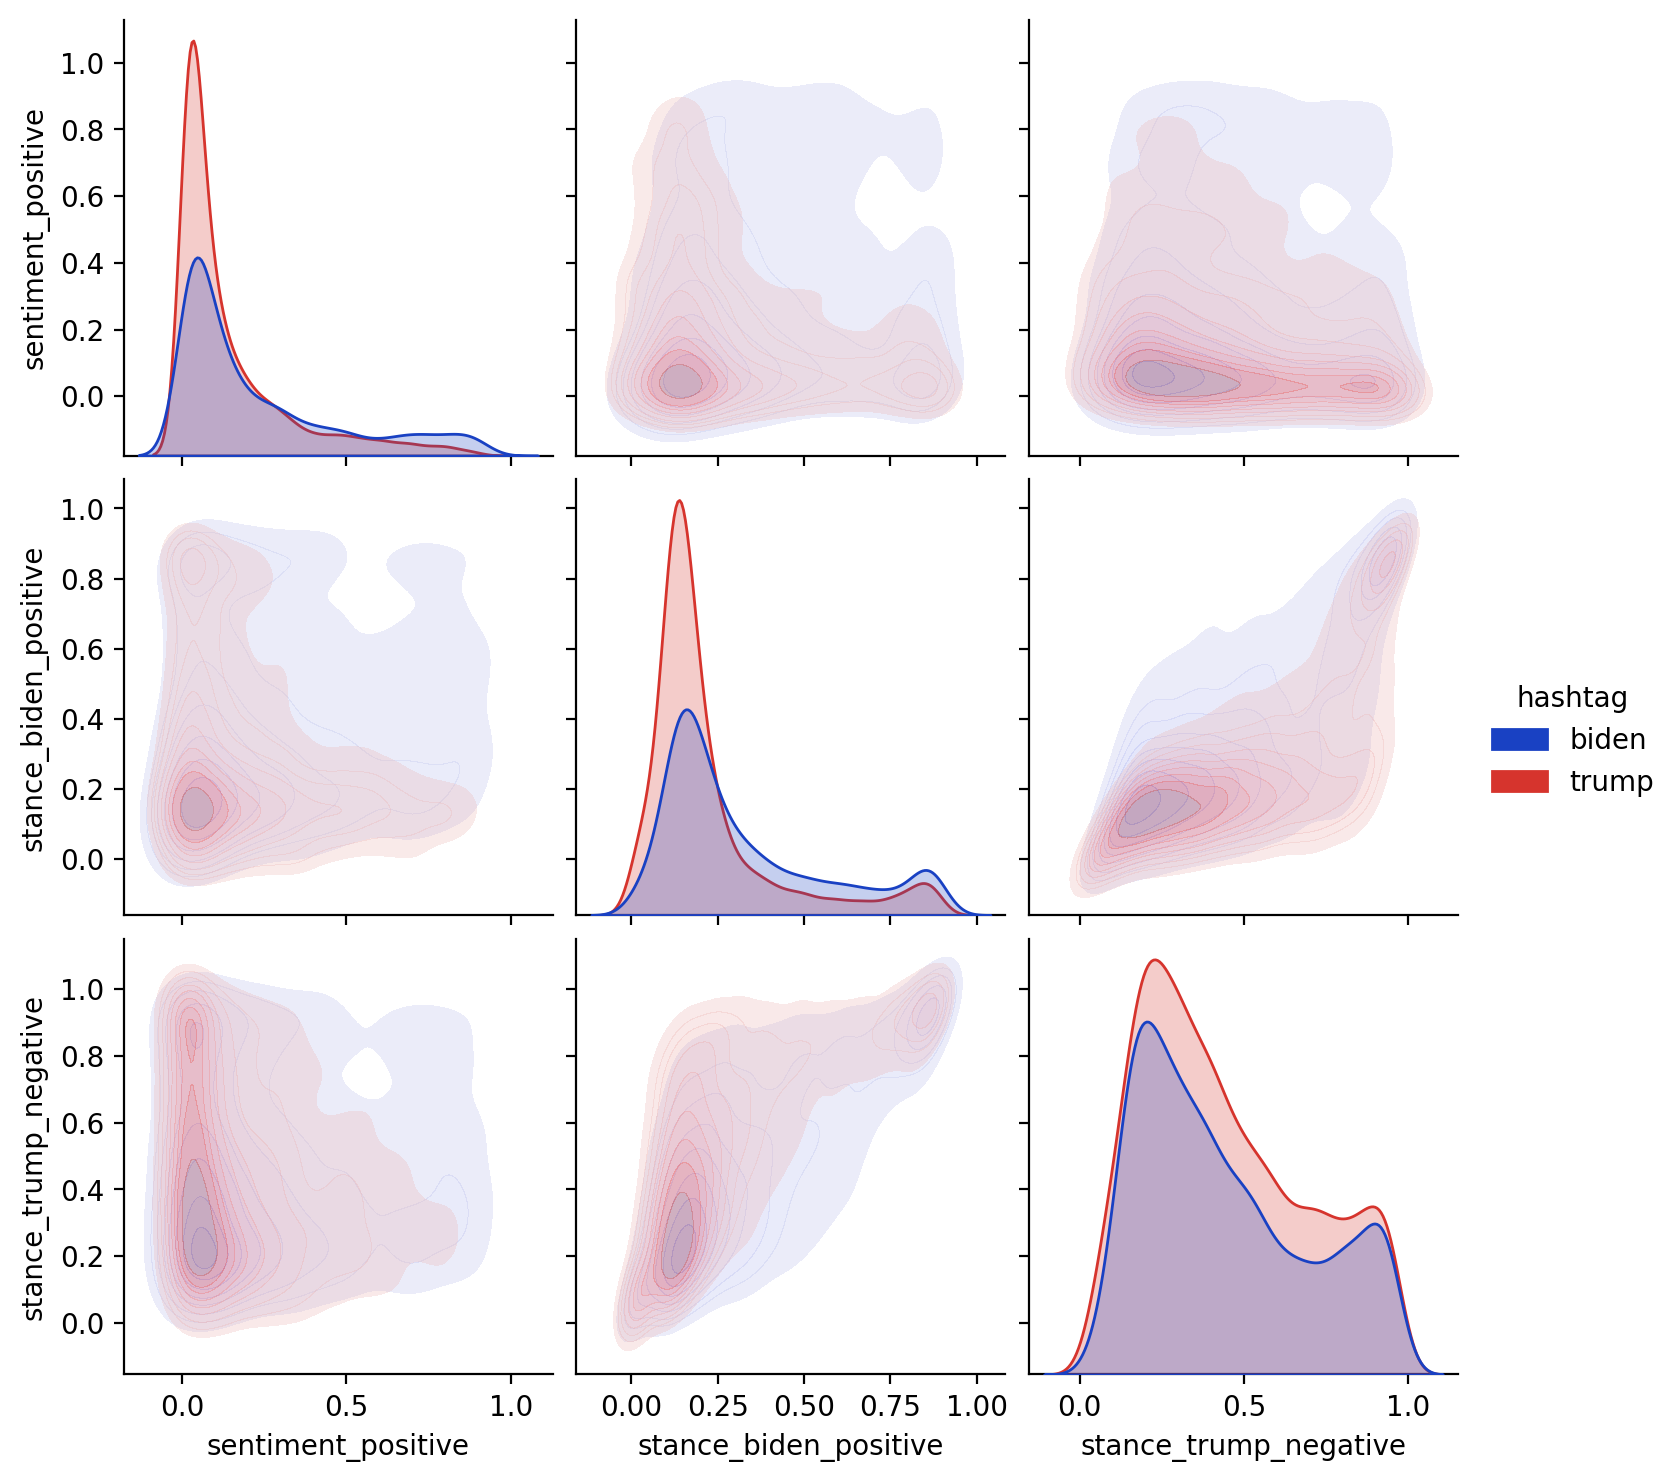 sentiment_positive
1.0
0.8
0.6
0.4
0.2
0.0
stance_biden_positive
1.0
0.8
0.6
0.4
0.2
0.0
hashtag
biden
trump
stance_trump_negative
1.0
0.8
0.6
0.4
0.2
0.0
0.0 0.5 1.0
sentiment_positive
0.00 0.25 0.50 0.75 1.00
stance_biden_positive
0.0 0.5 1.0
stance_trump_negative